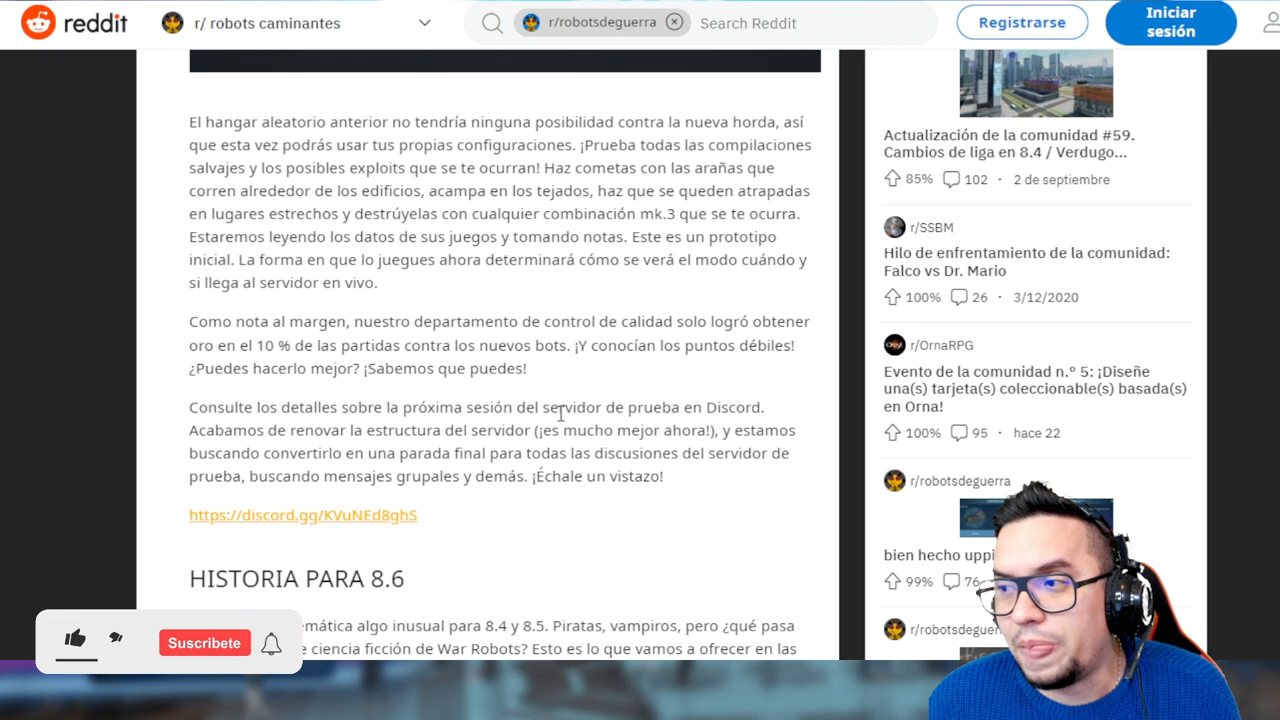 reddit
r/ robots caminantes
r/robotsdeguerra
Search Reddit
Registrarse
Iniciar
sesión
El hangar aleatorio anterior no tendría ninguna posibilidad contra la nueva horda, así
que esta vez podrás usar tus propias configuraciones. ¡Prueba todas las compilaciones
salvajes y los posibles exploits que se te ocurran! Haz cometas con las arañas que
corren alrededor de los edificios, acampa en los tejados, haz que se queden atrapadas
en lugares estrechos y destrúyelas con cualquier combinación mk.3 que se te ocurra.
Estaremos leyendo los datos de sus juegos y tomando notas. Este es un prototipo
inicial. La forma en que lo juegues ahora determinará cómo se verá el modo cuándo y
si llega al servidor en vivo.
Como nota al margen, nuestro departamento de control de calidad solo logró obtener
oro en el 10 % de las partidas contra los nuevos bots. ¡Y conocían los puntos débiles!
¿Puedes hacerlo mejor? ¡Sabemos que puedes!
Consulte los detalles sobre la próxima sesión del servidor de prueba en Discord.
Acabamos de renovar la estructura del servidor (¡es mucho mejor ahora!), y estamos
buscando convertirlo en una parada final para todas las discusiones del servidor de
prueba, buscando mensajes grupales y demás. ¡Échale un vistazo!
https://discord.gg/KVuNEd8ghS
HISTORIA PARA 8.6
mática algo inusual para 8.4 y 8.5. Piratas, vampiros, pero ¿qué pasa
e ciencia ficción de War Robots? Esto es lo que vamos a ofrecer en las
Suscribete
Actualización de la comunidad #59.
Cambios de liga en 8.4 / Verdugo...
85% 102 · 2 de septiembre
r/SSBM
Hilo de enfrentamiento de la comunidad:
Falco vs Dr. Mario
100% 26 · 3/12/2020
r/OrnaRPG
Evento de la comunidad n.º 5: ¡Diseñe
una(s) tarjeta(s) coleccionable(s) basada(s)
en Orna!
100% 95 · hace 22
r/robotsdeguerra
bien hecho uppi
99% 76
r/robotsdeguer